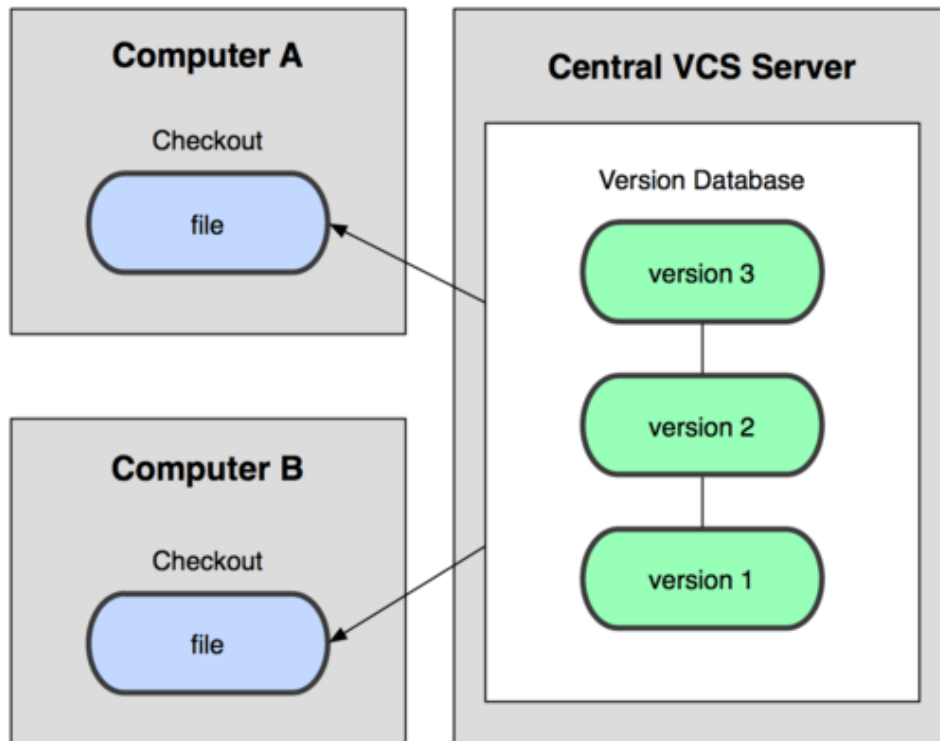 Computer A
Checkout
file
Computer B
Checkout
file
Central VCS Server
Version Database
version 3
version 2
version 1